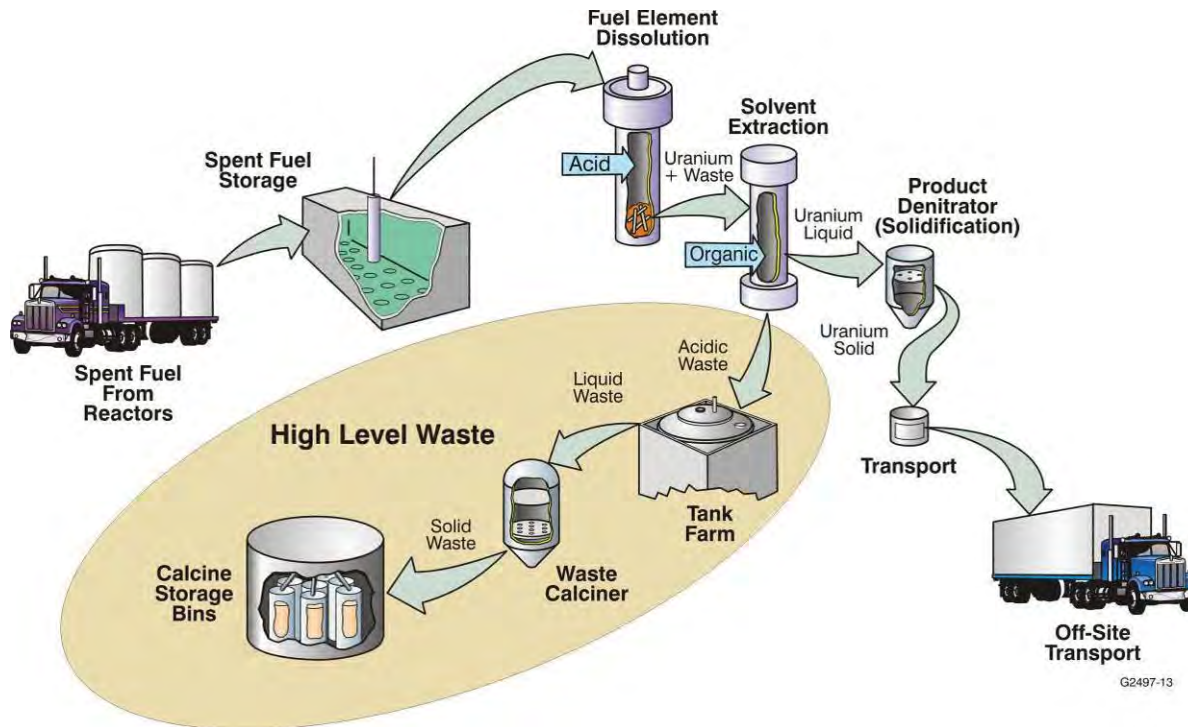 Fuel Element
Dissolution
Solvent
Extraction
Spent Fuel
Storage
Acid
Uranium
+ Waste
Product
Denitrator
(Solidification)
Uranium
Liquid
Organic
Spent Fuel
From
Reactors
Uranium
Solid
Acidic
Waste
Liquid
Waste
High Level Waste
Transport
Tank
Farm
Solid
Waste
Waste
Calciner
Calcine
Storage
Bins
Off-Site
Transport
G2497-13